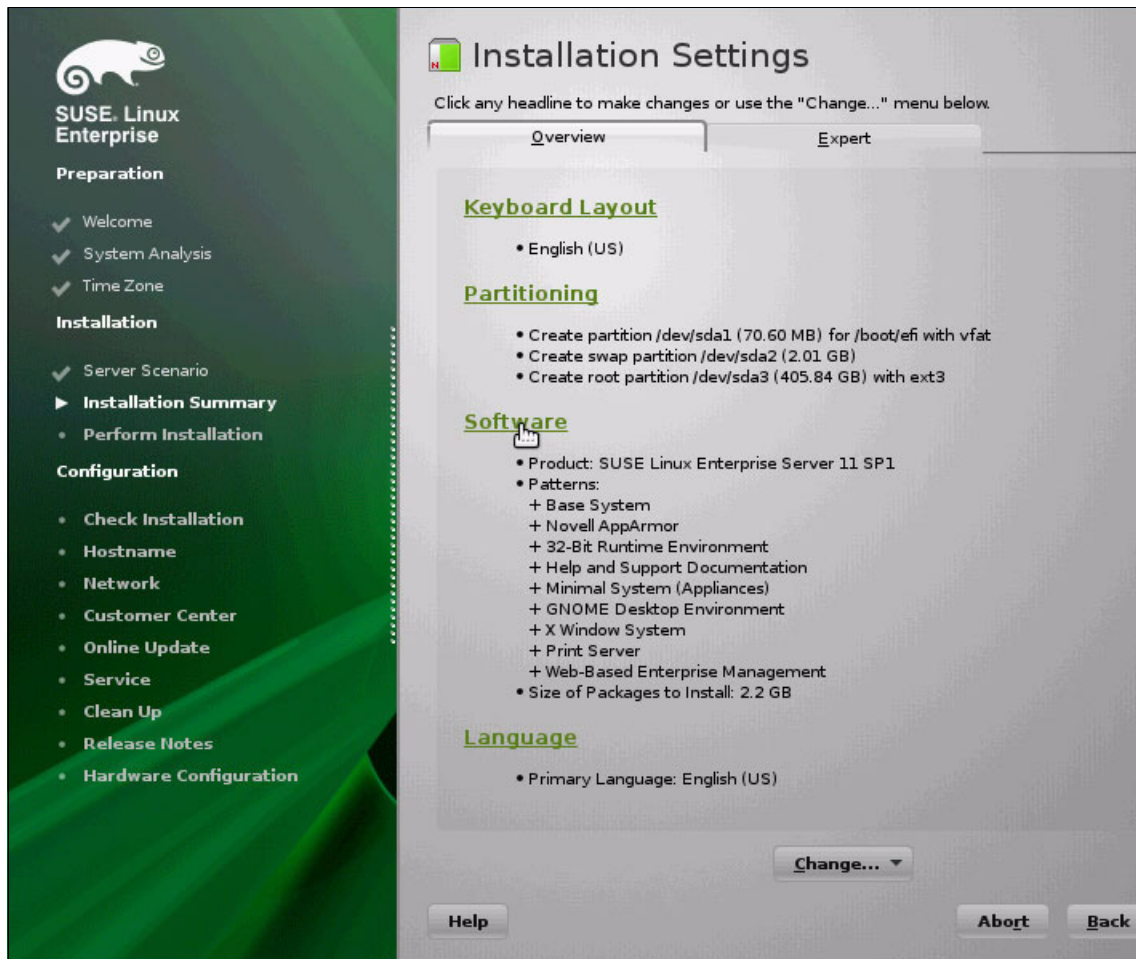 SUSE. Linux
Enterprise
Preparation
Welcome
System Analysis
Time Zone
Installation
Server Scenario
Installation Summary
Perform Installation
Configuration
Check Installation
Hostname
Network
Customer Center
Online Update
Service
Clean Up
Release Notes
Hardware Configuration
N
Installation Settings
Click any headline to make changes or use the "Change..." menu below.
Overview
Expert
Keyboard Layout
• English (US)
Partitioning
• Create partition /dev/sda1 (70.60 MB) for /boot/efi with vfat
• Create swap partition /dev/sda2 (2.01 GB)
• Create root partition /dev/sda3 (405.84 GB) with ext3
Software
• Product: SUSE Linux Enterprise Server 11 SP1
• Patterns:
+ Base System
+ Novell AppArmor
+ 32-Bit Runtime Environment
+ Help and Support Documentation
+ Minimal System (Appliances)
+ GNOME Desktop Environment
+ X Window System
+ Print Server
+ Web-Based Enterprise Management
• Size of Packages to Install: 2.2 GB
Language
• Primary Language: English (US)
Change...
Help
Abort
Back